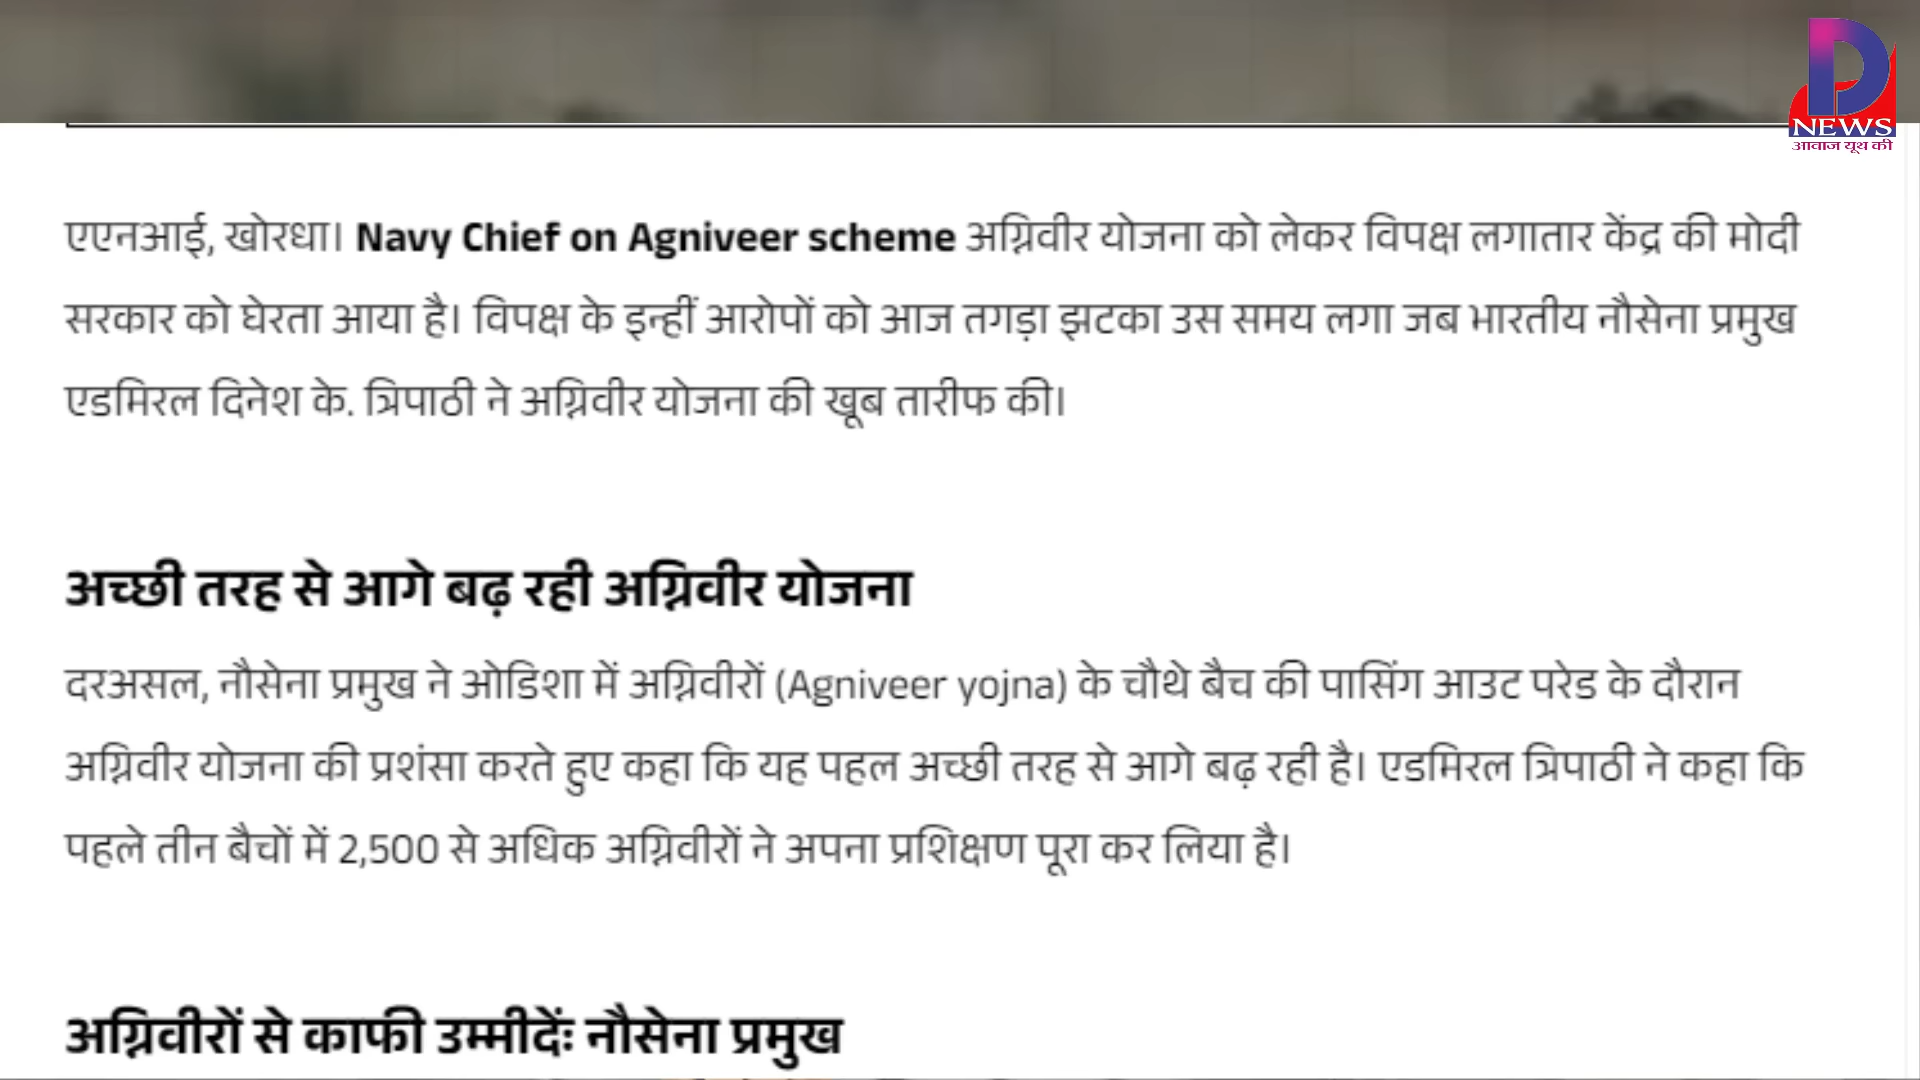 D
NEWS
आवाज यूथ की
एएनआई, खोरधा। Navy Chief on Agniveer scheme अग्निवीर योजना को लेकर विपक्ष लगातार केंद्र की मोदी
सरकार को घेरता आया है। विपक्ष के इन्हीं आरोपों को आज तगड़ा झटका उस समय लगा जब भारतीय नौसेना प्रमुख
एडमिरल दिनेश के. त्रिपाठी ने अग्निवीर योजना की खूब तारीफ की।
अच्छी तरह से आगे बढ़ रही अग्निवीर योजना
दरअसल, नौसेना प्रमुख ने ओडिशा में अग्निवीरों (Agniveer yojna) के चौथे बैच की पासिंग आउट परेड के दौरान
अग्निवीर योजना की प्रशंसा करते हुए कहा कि यह पहल अच्छी तरह से आगे बढ़ रही है। एडमिरल त्रिपाठी ने कहा कि
पहले तीन बैचों में 2,500 से अधिक अग्निवीरों ने अपना प्रशिक्षण पूरा कर लिया है।
अग्निवीरों से काफी उम्मीदेंः नौसेना प्रमुख